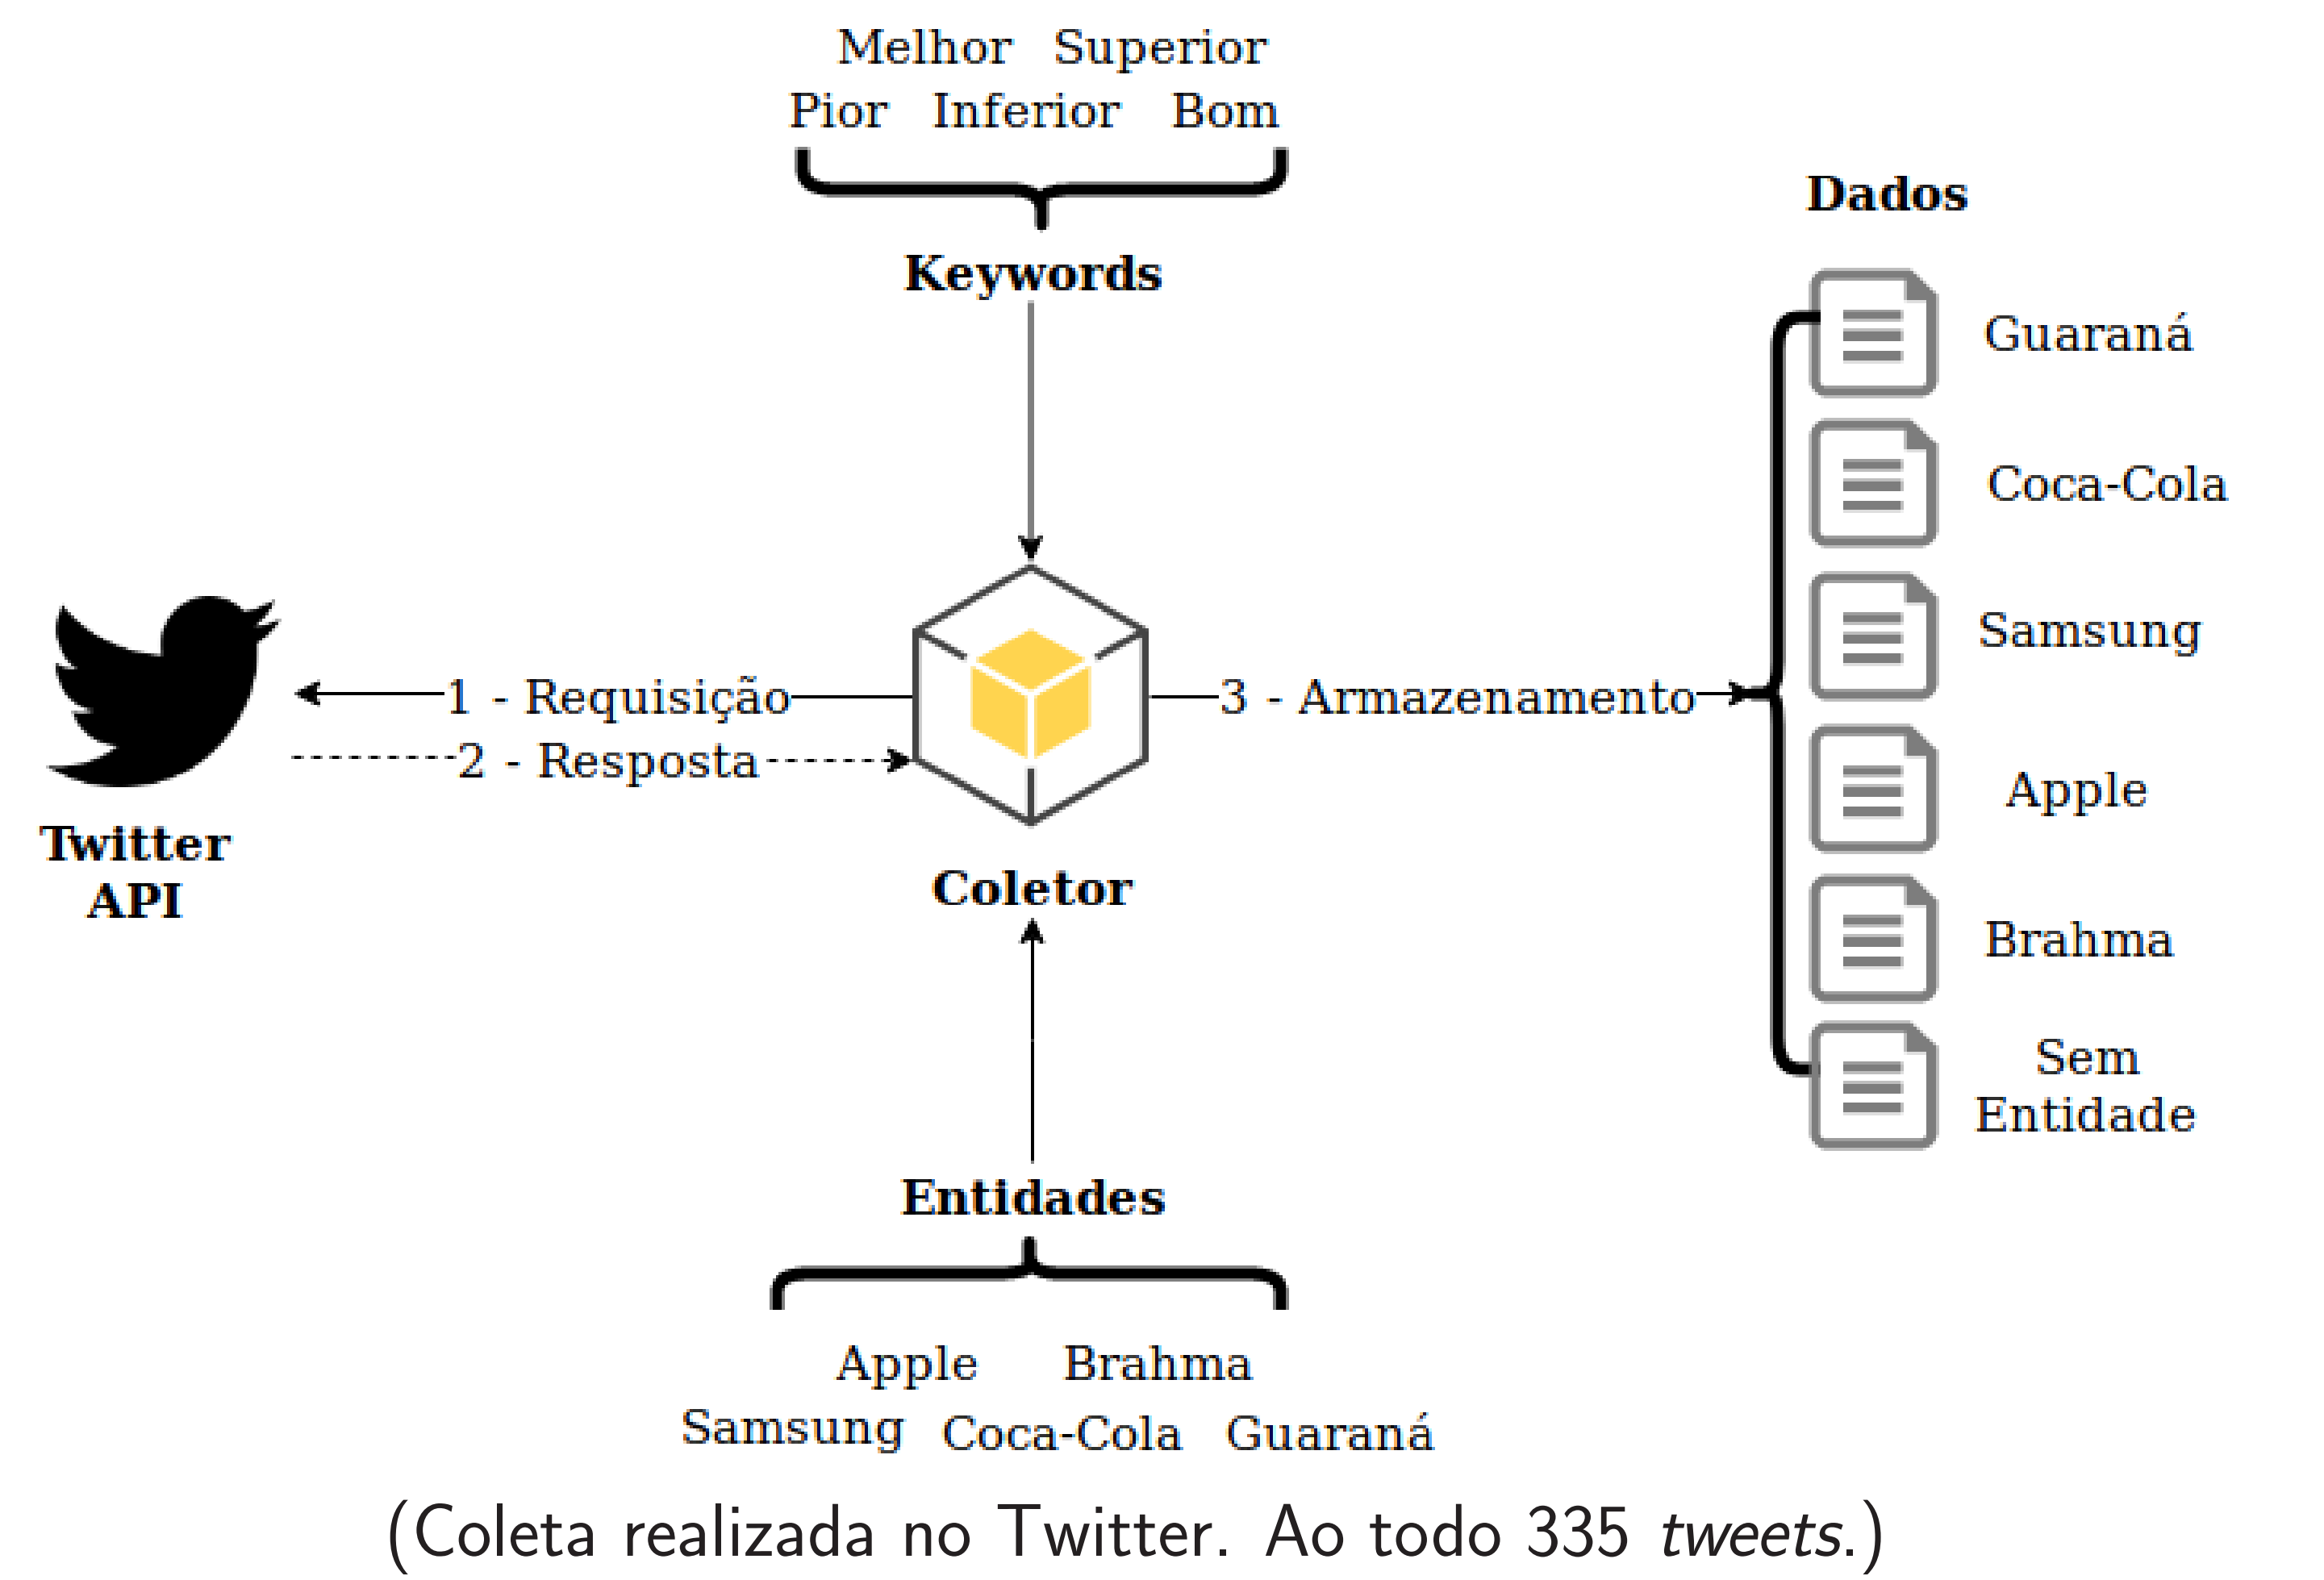 Melhor Superior
Pior Inferior Bom
Keywords
Dados
Guaraná
Coca-Cola
Samsung
Apple
Brahma
Sem
Entidade
1 - Requisição
2 - Resposta
3 - Armazenamento
Twitter
API
Coletor
Entidades
Apple Brahma
Samsung Coca-Cola Guaraná
(Coleta realizada no Twitter. Ao todo 335 tweets.)